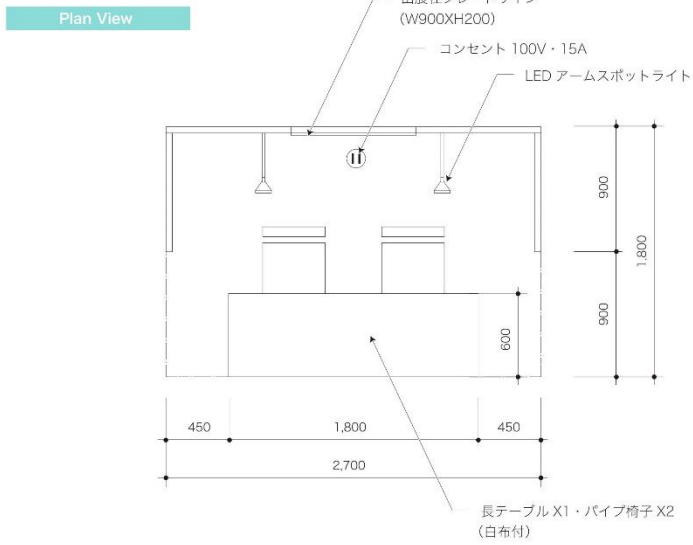 Plan View
(W900XH200)
コンセント 100V・15A
LED アームスポットライト
900
1,800
900
600
450
1,800
450
2,700
長テーブル X1・パイプ椅子 X2
(白布付)